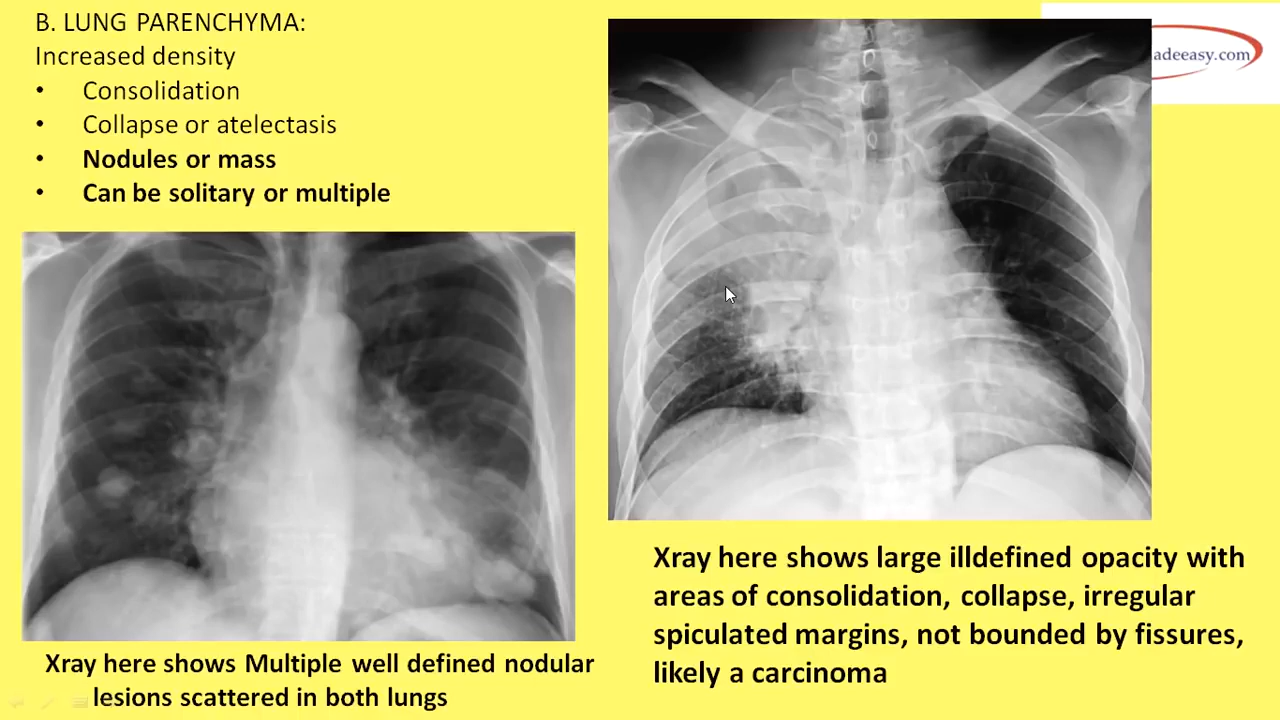 B. LUNG PARENCHYMA:
Increased density
• Consolidation
• Collapse or atelectasis
• Nodules or mass
• Can be solitary or multiple
adeeasy.com
Xray here shows Multiple well defined nodular
lesions scattered in both lungs
Xray here shows large illdefined opacity with
areas of consolidation, collapse, irregular
spiculated margins, not bounded by fissures,
likely a carcinoma